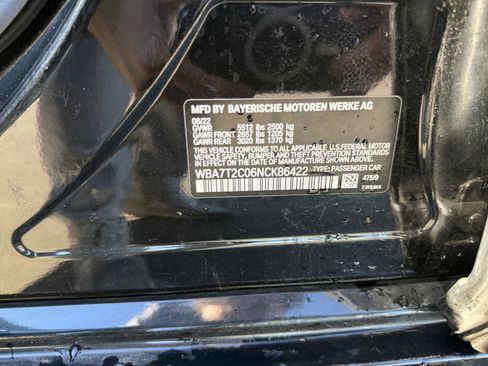 MFD BY BAYERISCHE MOTOREN WERKE AG
06/22
GVWR 5512 lbs 2500 kg
GAWR FRONT 2657 lbs 1205 kg
GAWR REAR 3020 lbs 1370 kg
THIS VEHICLE CONFORMS TO ALL APPLICABLE U.S. FEDERAL MOTOR
VEHICLE SAFETY, BUMPER, AND THEFT PREVENTION STANDARDS
IN EFFECT ON THE DATE OF MANUFACTURE SHOWN ABOVE.
WBA7T2C06NCK86422 TYPE: PASSENGER CAR
475/9